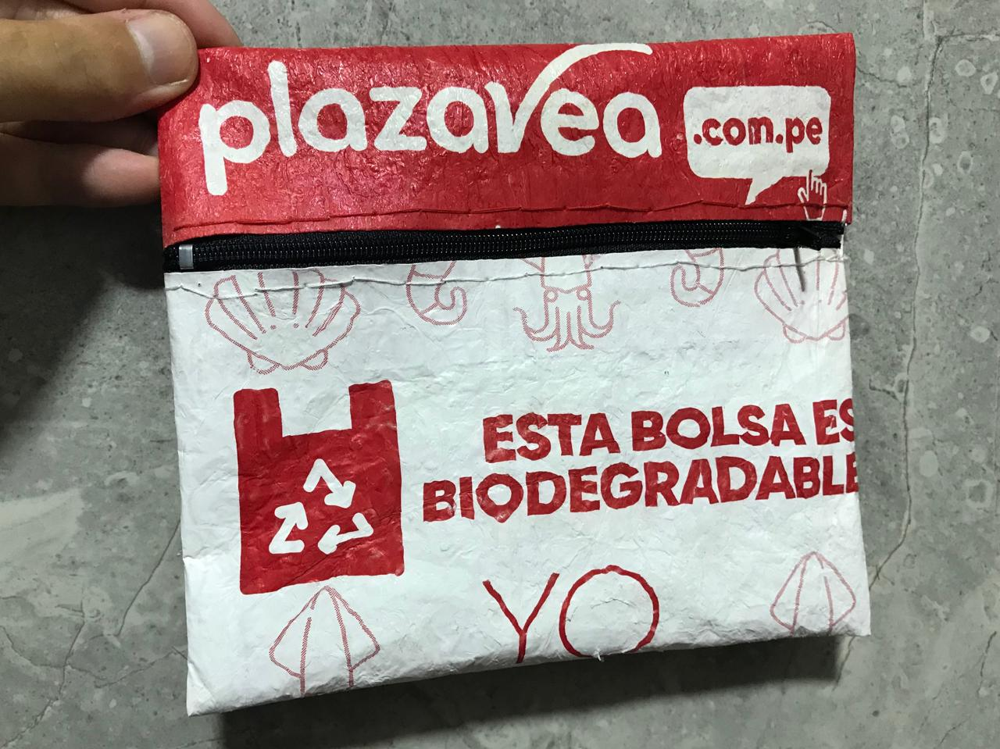 plazavea .com.pe
ESTA BOLSA ES
BIODEGRADABLE
YO